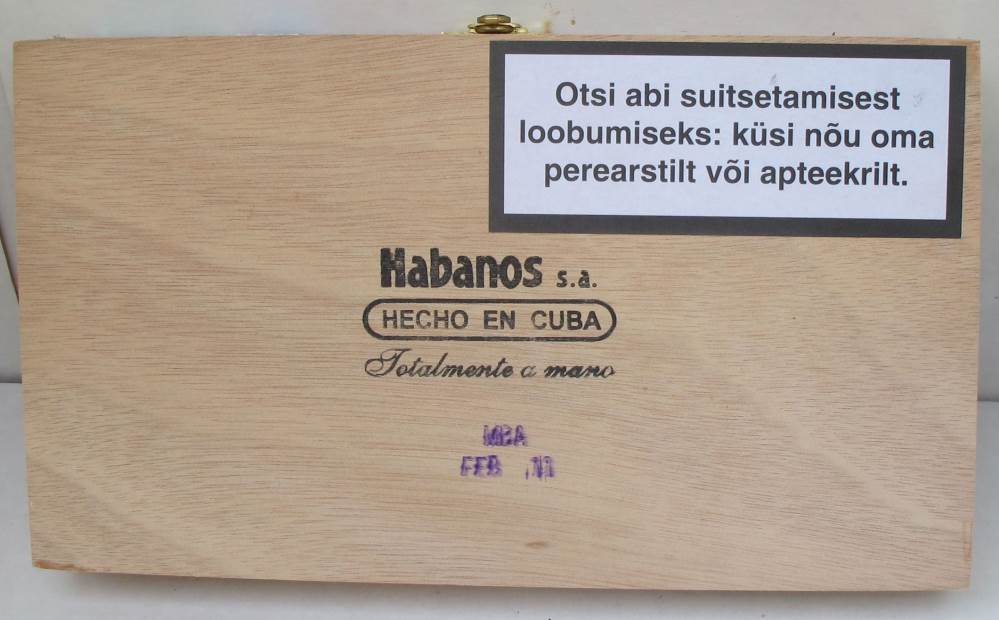 Otsi abi suitsetamisest
loobumiseks: küsi nõu oma
perearstilt või apteekrilt.
Habanos s.a.
HECHO EN CUBA
Totalmente a mano
MBA
FEB